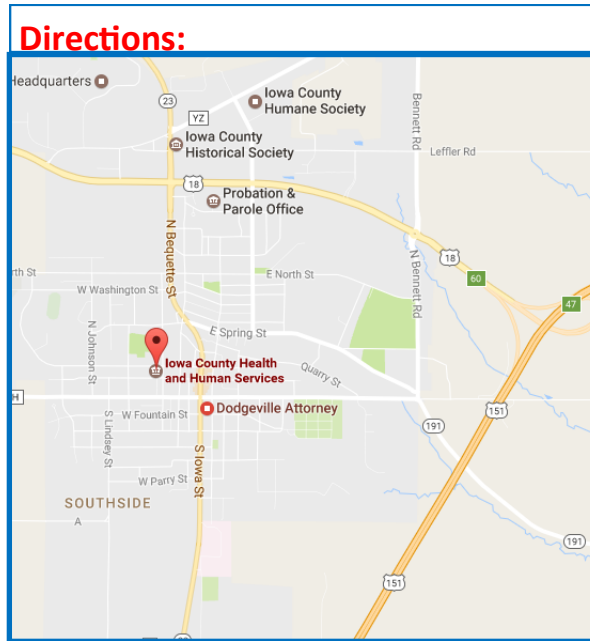 Directions:
Headquarters
Iowa County
Humane Society
23
YZ
Bennett Rd
Iowa County
Historical Society
Leffler Rd
18
Probation &
Parole Office
N Bequette St
N Bennett Rd
18
60
47
rth St
E North St
W Washington St
N Johnson St
E Spring St
Iowa County Health
and Human Services
Quarry St
H
W Fountain St
Dodgeville Attorney
151
191
S Lindsey St
S Iowa St
W Parry St
SOUTHSIDE
A
191
151